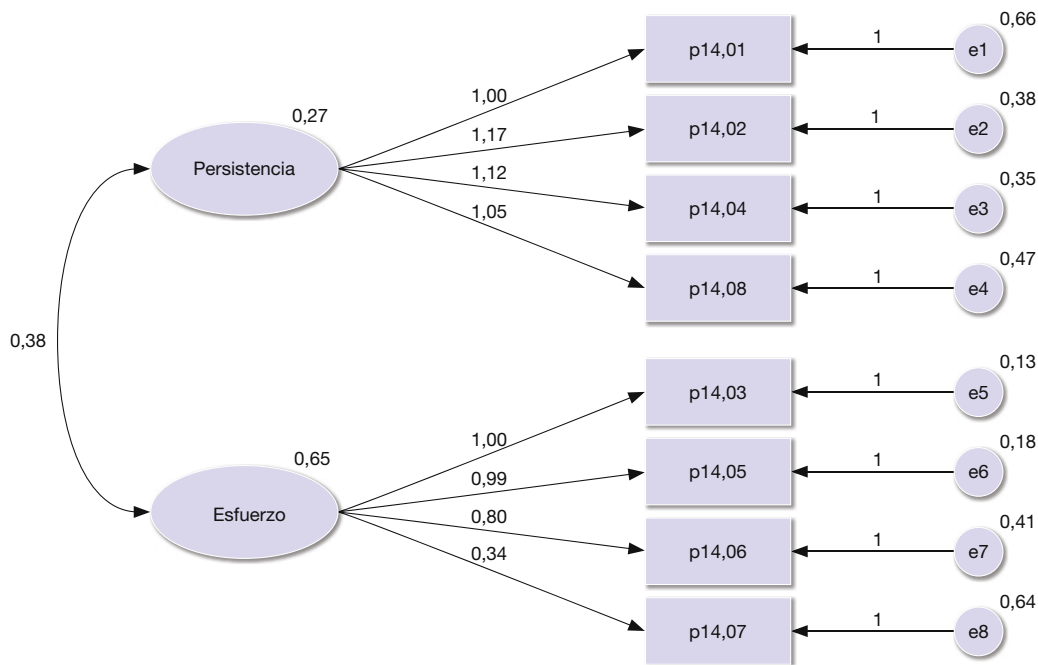 0,66
p14,01
1
e1
1,00
0,38
0,27
p14,02
1
e2
1,17
Persistencia
1,12
0,35
p14,04
1
e3
1,05
0,47
p14,08
1
e4
0,38
0,13
p14,03
1
e5
1,00
0,18
0,65
p14,05
1
e6
0,99
Esfuerzo
0,80
0,41
p14,06
1
e7
0,34
0,64
p14,07
1
e8